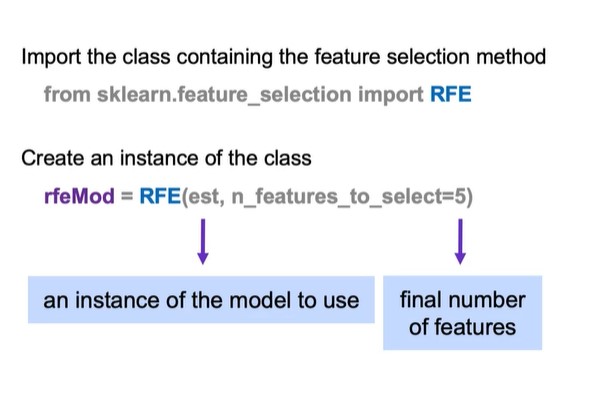 Import the class containing the feature selection method
from sklearn.feature_selection import RFE
Create an instance of the class
rfeMod = RFE(est, n_features_to_select=5)
an instance of the model to use
final number
of features